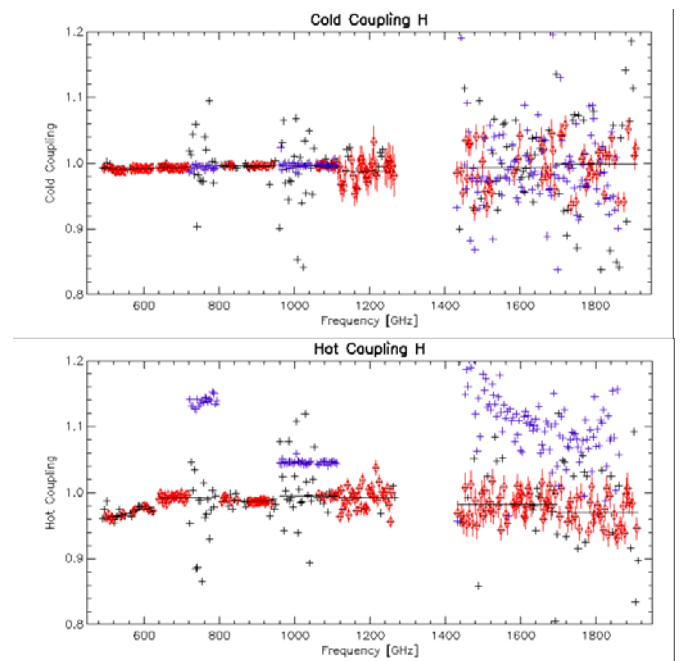 Cold Coupling H
1.2
1.1
1.0
0.9
0.8
Cold Coupling
600 800 1000 1200 1400 1600 1800
Frequency [GHz]
Hot Coupling H
1.2
1.1
1.0
0.9
0.8
Hot Coupling
600 800 1000 1200 1400 1600 1800
Frequency [GHz]